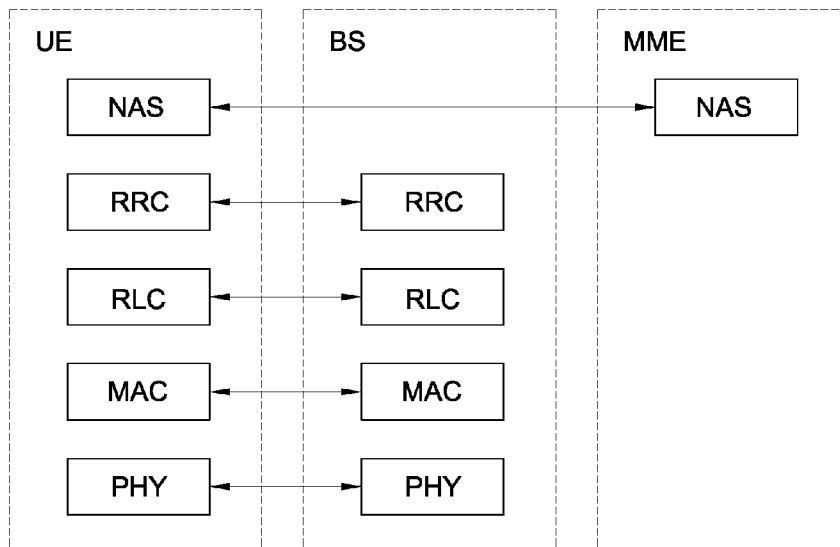 UE BS MME
NAS NAS
RRC RRC
RLC RLC
MAC MAC
PHY PHY